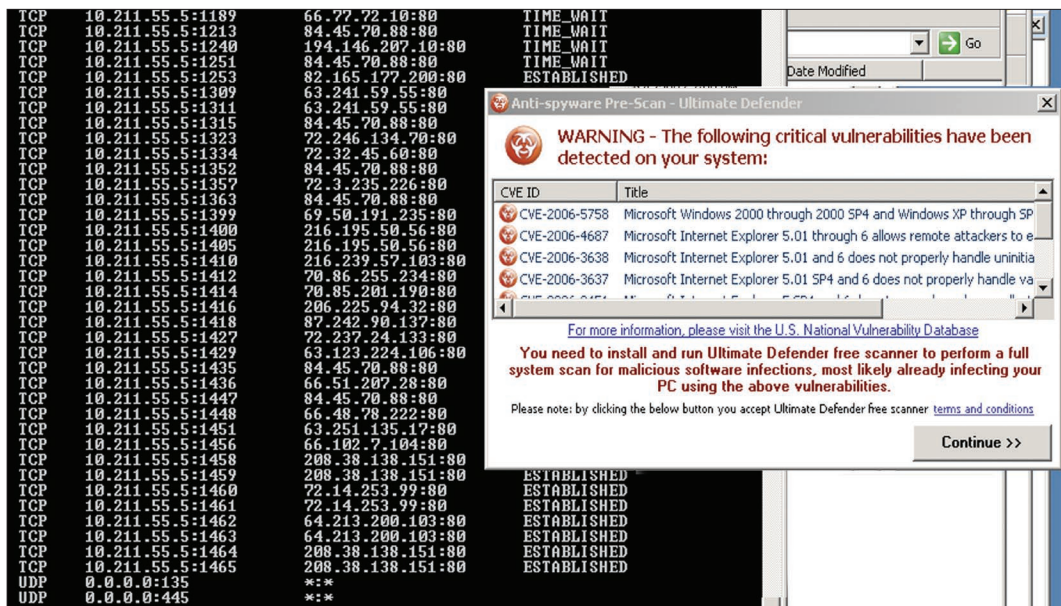 TCP 10.211.55.5:1189 66.77.72.10:80 TIME_WAIT
TCP 10.211.55.5:1213 84.45.70.88:80 TIME_WAIT
TCP 10.211.55.5:1240 194.146.207.10:80 TIME_WAIT
TCP 10.211.55.5:1251 84.45.70.88:80 TIME_WAIT
TCP 10.211.55.5:1253 82.165.177.200:80 ESTABLISHED
TCP 10.211.55.5:1309 63.241.59.55:80
TCP 10.211.55.5:1311 63.241.59.55:80
TCP 10.211.55.5:1315 84.45.70.88:80
TCP 10.211.55.5:1323 72.246.134.70:80
TCP 10.211.55.5:1334 72.32.45.60:80
TCP 10.211.55.5:1352 84.45.70.88:80
TCP 10.211.55.5:1357 72.3.235.226:80
TCP 10.211.55.5:1363 84.45.70.88:80
TCP 10.211.55.5:1399 69.50.191.235:80
TCP 10.211.55.5:1400 216.195.50.56:80
TCP 10.211.55.5:1405 216.195.50.56:80
TCP 10.211.55.5:1410 216.239.57.103:80
TCP 10.211.55.5:1412 70.86.255.234:80
TCP 10.211.55.5:1414 70.85.201.190:80
TCP 10.211.55.5:1416 206.225.94.32:80
TCP 10.211.55.5:1418 87.242.90.137:80
TCP 10.211.55.5:1427 72.237.24.133:80
TCP 10.211.55.5:1429 63.123.224.106:80
TCP 10.211.55.5:1435 84.45.70.88:80
TCP 10.211.55.5:1436 66.51.207.28:80
TCP 10.211.55.5:1447 84.45.70.88:80
TCP 10.211.55.5:1448 66.48.78.222:80
TCP 10.211.55.5:1451 63.251.135.17:80
TCP 10.211.55.5:1456 66.102.7.104:80
TCP 10.211.55.5:1458 208.38.138.151:80
TCP 10.211.55.5:1459 208.38.138.151:80 ESTABLISHED
TCP 10.211.55.5:1460 72.14.253.99:80 ESTABLISHED
TCP 10.211.55.5:1461 72.14.253.99:80 ESTABLISHED
TCP 10.211.55.5:1462 64.213.200.103:80 ESTABLISHED
TCP 10.211.55.5:1463 64.213.200.103:80 ESTABLISHED
TCP 10.211.55.5:1464 208.38.138.151:80 ESTABLISHED
TCP 10.211.55.5:1465 208.38.138.151:80 ESTABLISHED
UDP 0.0.0.0:135 *:*
UDP 0.0.0.0:445 *:*
Go
Date Modified
Anti-spyware Pre-Scan - Ultimate Defender
WARNING - The following critical vulnerabilities have been
detected on your system:
CVE ID Title
CVE-2006-5758 Microsoft Windows 2000 through 2000 SP4 and Windows XP through SP
CVE-2006-4687 Microsoft Internet Explorer 5.01 through 6 allows remote attackers to e
CVE-2006-3638 Microsoft Internet Explorer 5.01 and 6 does not properly handle uninitia
CVE-2006-3637 Microsoft Internet Explorer 5.01 SP4 and 6 does not properly handle va
For more information, please visit the U.S. National Vulnerability Database
You need to install and run Ultimate Defender free scanner to perform a full
system scan for malicious software infections, most likely already infecting your
PC using the above vulnerabilities.
Please note: by clicking the below button you accept Ultimate Defender free scanner terms and conditions
Continue >>